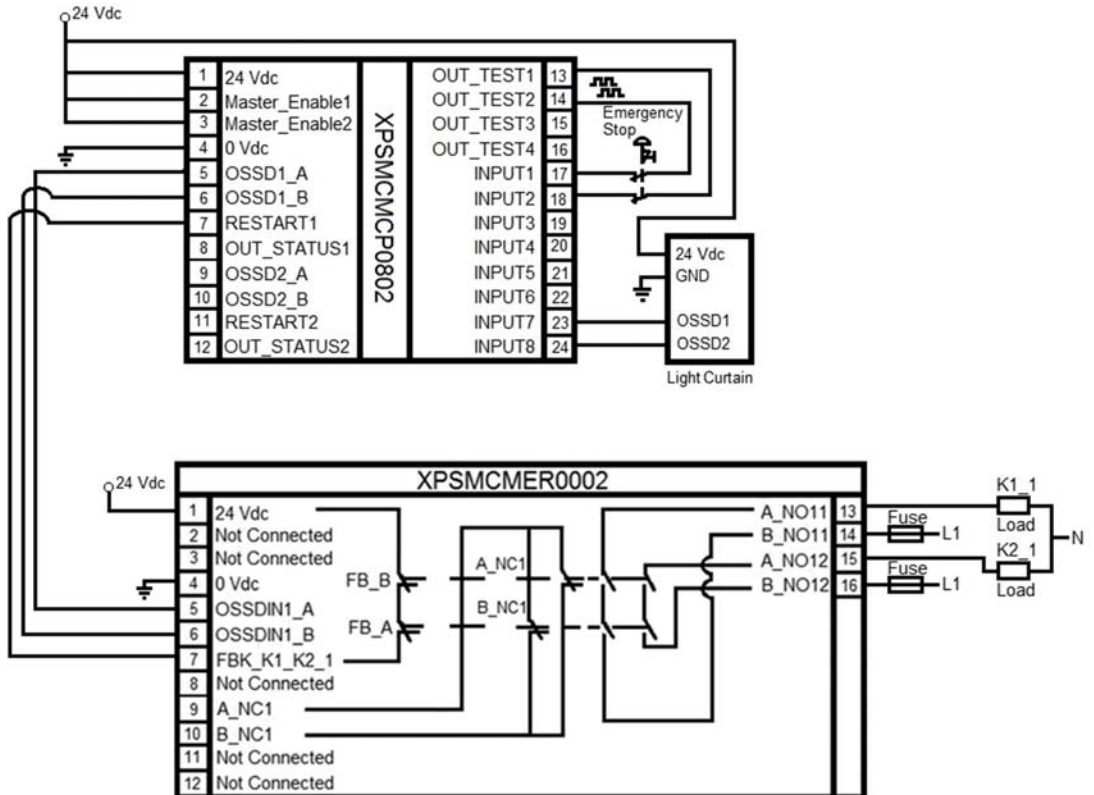 24 Vdc
1 24 Vdc
2 Master_Enable1
3 Master_Enable2
4 0 Vdc
5 OSSD1_A
6 OSSD1_B
7 RESTART1
8 OUT_STATUS1
9 OSSD2_A
10 OSSD2_B
11 RESTART2
12 OUT_STATUS2
XPSMCMCP0802
OUT_TEST1 13
OUT_TEST2 14
OUT_TEST3 15
OUT_TEST4 16
INPUT1 17
INPUT2 18
INPUT3 19
INPUT4 20
INPUT5 21
INPUT6 22
INPUT7 23
INPUT8 24
Emergency
Stop
24 Vdc
GND
OSSD1
OSSD2
Light Curtain
XPSMCMER0002
24 Vdc
1 24 Vdc
2 Not Connected
3 Not Connected
4 0 Vdc
5 OSSDIN1_A
6 OSSDIN1_B
7 FBK_K1_K2_1
8 Not Connected
9 A_NC1
10 B_NC1
11 Not Connected
12 Not Connected
FB_B
FB_A
A_NC1
B_NC1
A_NO11 13
B_NO11 14
A_NO12 15
B_NO12 16
K1_1
Load
Fuse
L1
N
K2_1
Load
Fuse
L1